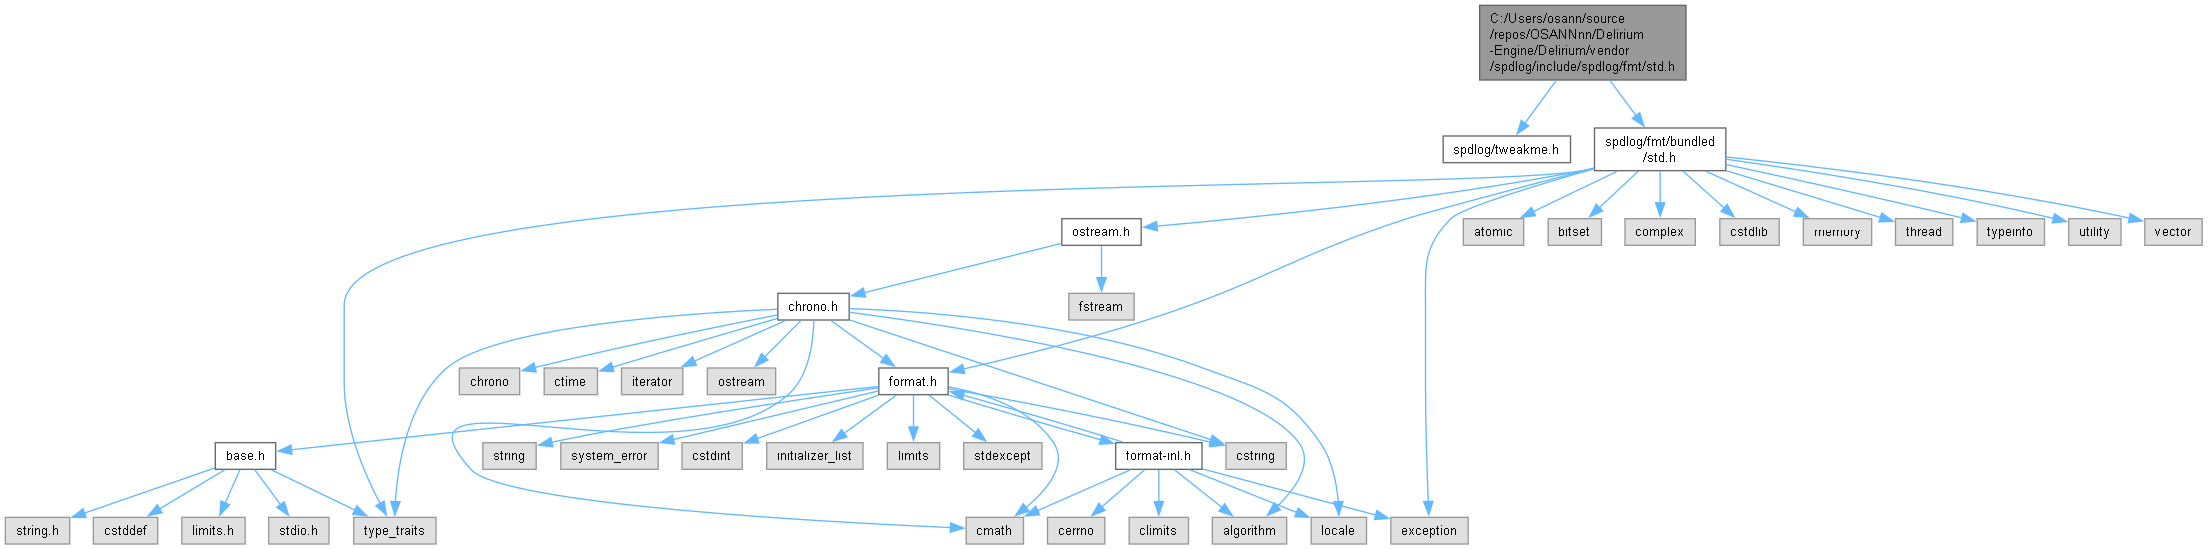 C:/Users/osann/source
/repos/OSANNnn/Delirium
-Engine/Delirium/vendor
/spdlog/include/spdlog/fmt/std.h
spdlog/tweakme.h
spdlog/fmt/bundled
/std.h
ostream.h
atomic
bitset
complex
cstdlib
memory
thread
typeinfo
utility
vector
chrono.h
fstream
chrono
ctime
iterator
ostream
format.h
base.h
string
system_error
cstdint
initializer_list
limits
stdexcept
format-inl.h
cstring
string.h
cstddef
limits.h
stdio.h
type_traits
cmath
cerrno
climits
algorithm
locale
exception